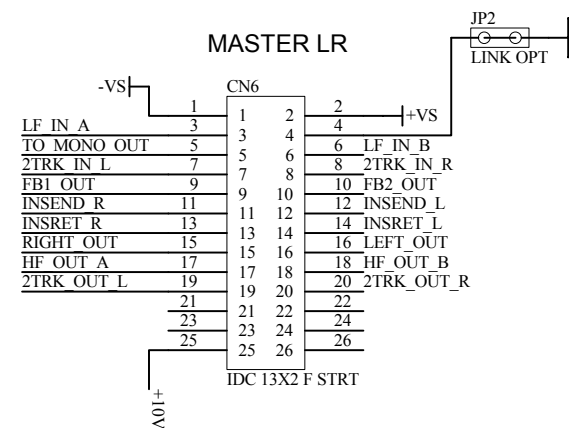 JP2
LINK OPT
MASTER LR
-VS
CN6
1 1 2 2 +VS
LF_IN_A 3 3 4 4
TO_MONO_OUT 5 5 6 6 LF_IN_B
2TRK_IN_L 7 7 8 8 2TRK_IN_R
FB1_OUT 9 9 10 10 FB2_OUT
INSEND_R 11 11 12 12 INSEND_L
INSRET_R 13 13 14 14 INSRET_L
RIGHT_OUT 15 15 16 16 LEFT_OUT
HF_OUT_A 17 17 18 18 HF_OUT_B
2TRK_OUT_L 19 19 20 20 2TRK_OUT_R
21 21 22 22
23 23 24 24
25 25 26 26
IDC 13X2 F STRT
+10V